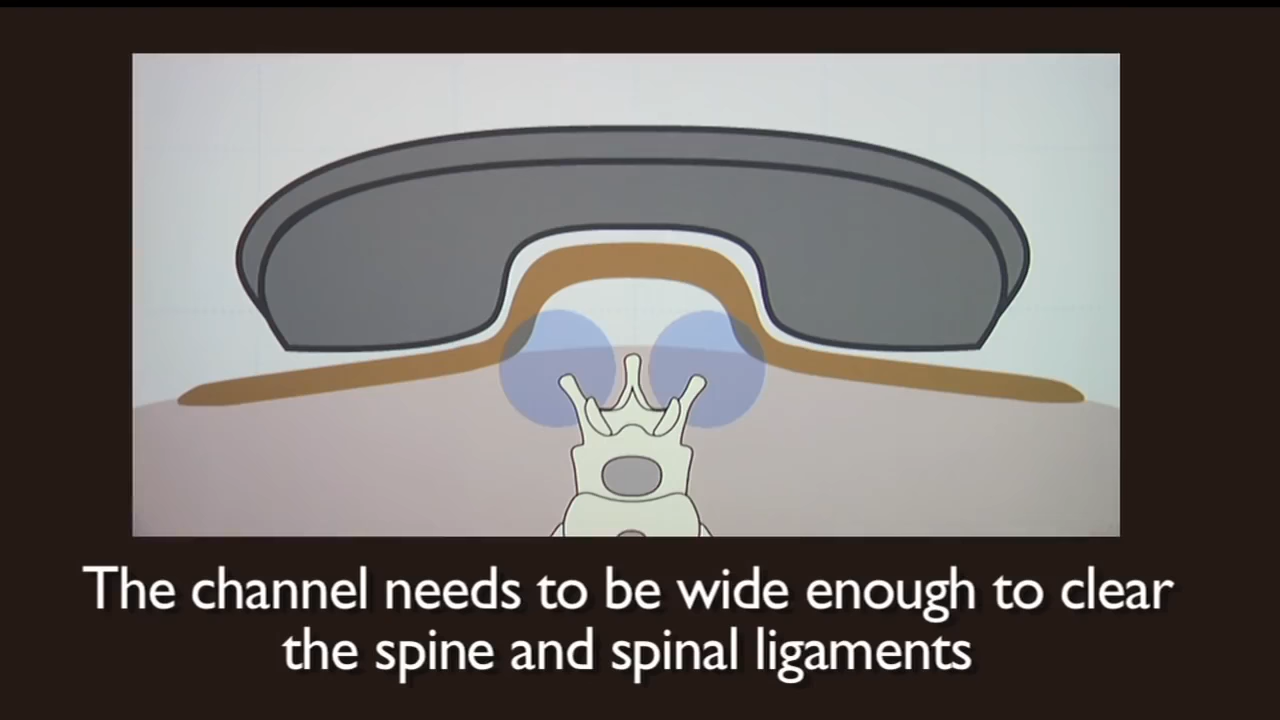 The channel needs to be wide enough to clear
the spine and spinal ligaments